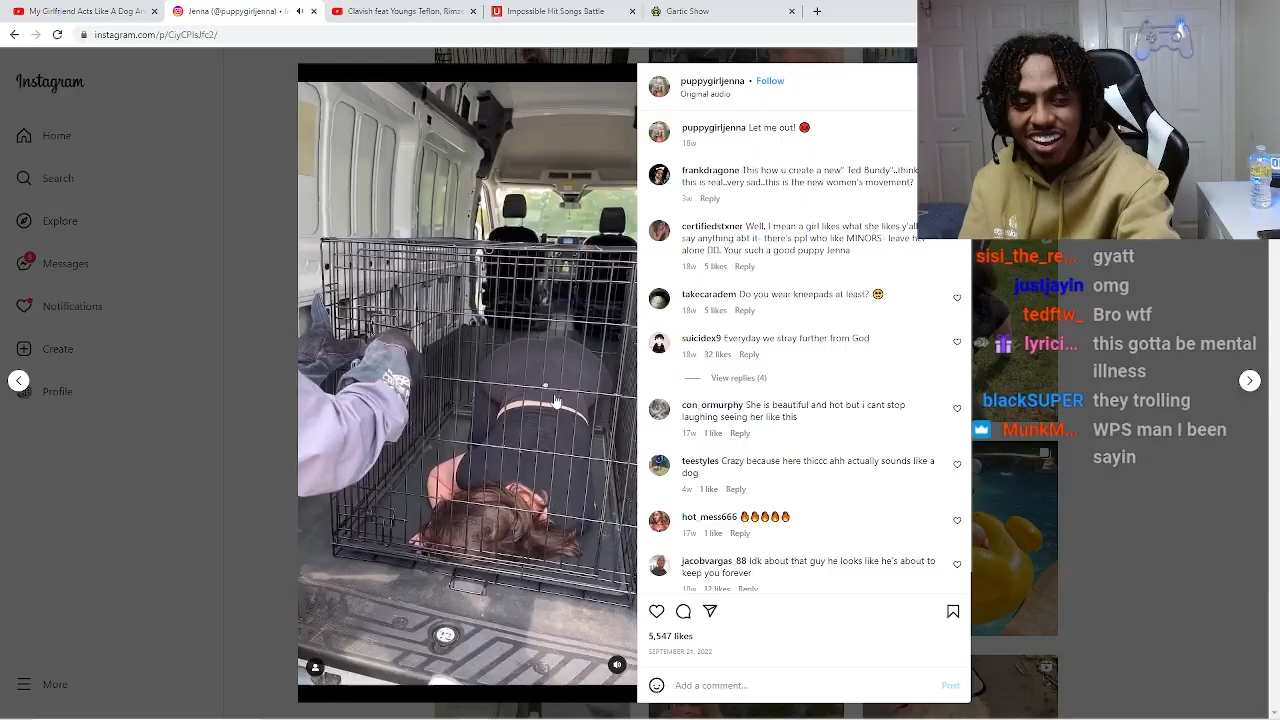 My Girlfriend Acts Like A Dog An
Jenna (@puppygirljenna) • I
Clavish feat Youngs Teflon, Rimz
Impossible Hit Songs Battle
Gartic Show
instagram.com/p/CiyCPIsJfc2/
Instagram
Home
Search
Explore
5
Messages
Notifications
Create
Profile
More
puppygirljenna • Follow
Original audio
puppygirljenna Let me out! 😡
18w
frankdragone This how u create a new" Ted Bundy"..think
this is real..very sad..this is the new women's movement?
3w Reply
certifiedstxner Well, I mean a girl likes what she likes y'all
say anything abt it- there's ppl who like MINORS- leave he
alone 🫶🏻. Your such a good puppy Jenna
18w 5 likes Reply
takecaradem Do you wear kneepads at least? 🥺
18w 5 likes Reply
suicidex9 Everyday we stray further from God
18w 32 likes Reply
View replies (4)
con_ormurphy She is beautiful and hot but i cant stop
laughing seeing her like this
17w 1 like Reply
teestyles Crazy because here thiccc ahh actually sounds like a
dog
4w 1 like Reply
hot_mess666 🔥🔥🔥🔥🔥
17w 1 like Reply
jacobvargas_88 Idk about that guy he looks like he's about to
keep you forever
18w 12 likes Reply
5,547 likes
SEPTEMBER 21, 2022
Add a comment...
Post
sisi_the_re... gyatt
justjayin omg
tedftw_ Bro wtf
lyrici... this gotta be mental
illness
blackSUPER they trolling
MunkM... WPS man I been
sayin